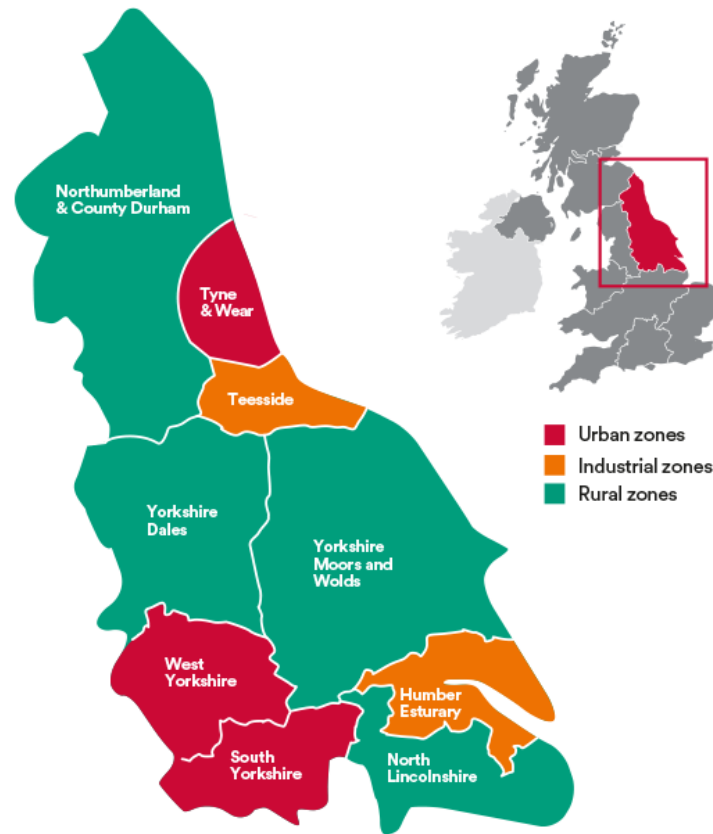 Northumberland
& County Durham
Tyne
& Wear
Teesside
Urban zones
Industrial zones
Rural zones
Yorkshire
Dales
Yorkshire
Moors and
Wolds
West
Yorkshire
Humber
Esturary
South
Yorkshire
North
Lincolnshire